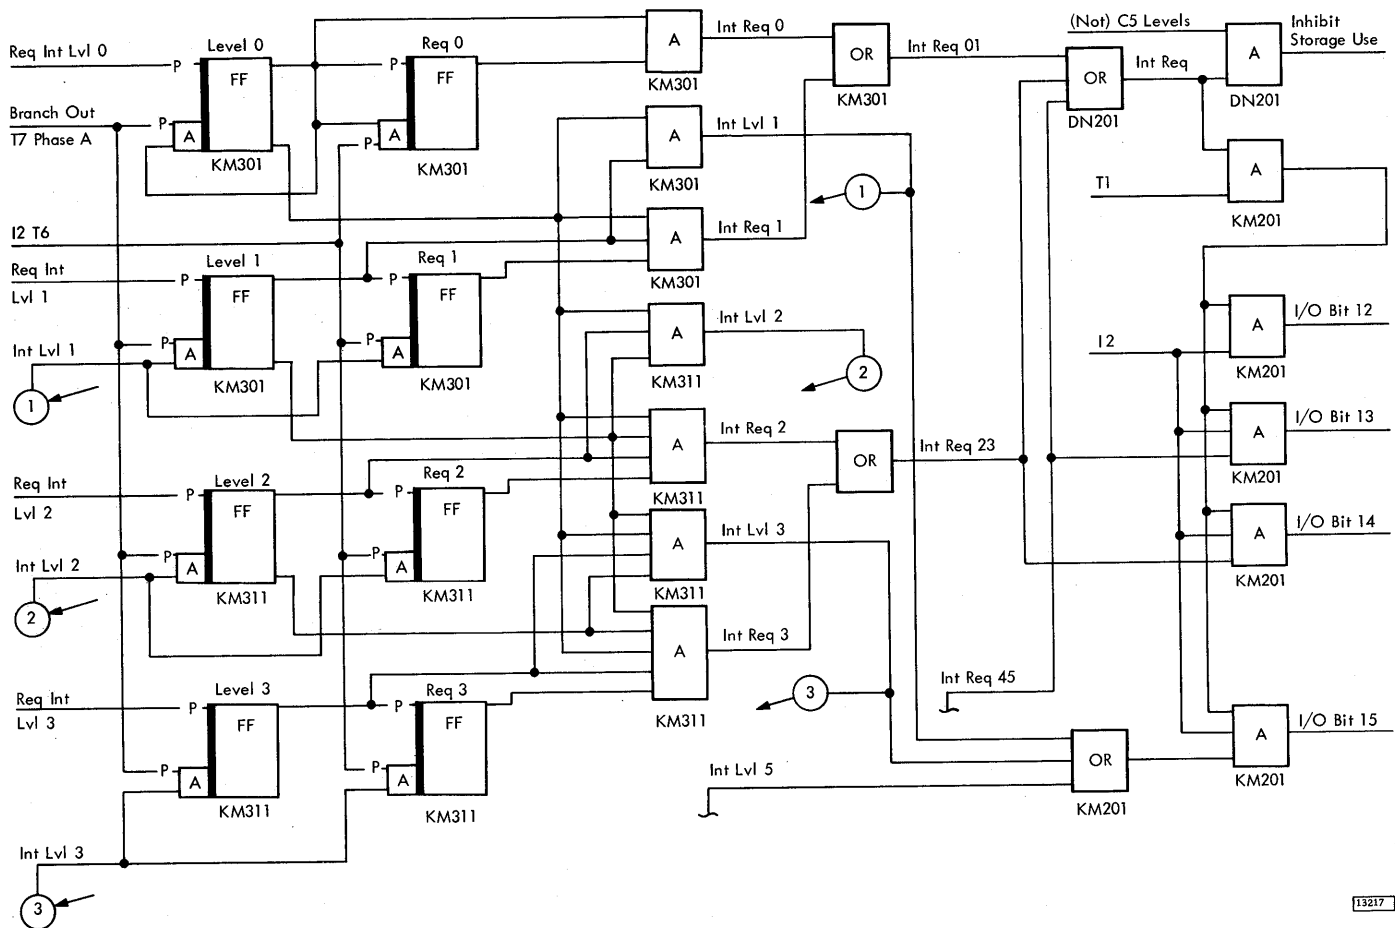 Req Int Lvl 0
P
Level 0
FF
A
KM301
P
Req 0
FF
A
P
KM301
Branch Out
T7 Phase A
P
A
KM301
Int Req 0
OR
KM301
Int Req 01
(Not) C5 Levels
OR
DN201
Int Req
A
DN201
Inhibit
Storage Use
A
KM301
Int Lvl 1
1
T1
A
KM201
I2 T6
A
KM301
Int Req 1
Req Int
Lvl 1
P
Level 1
FF
P
A
KM301
P
Req 1
FF
P
A
KM301
Int Lvl 1
1
A
KM311
Int Lvl 2
2
I2
A
KM201
I/O Bit 12
A
KM311
Int Req 2
OR
Int Req 23
A
KM201
I/O Bit 13
Req Int
Lvl 2
P
Level 2
FF
P
A
KM311
P
Req 2
FF
P
A
KM311
Int Lvl 2
2
A
KM311
Int Lvl 3
A
KM201
I/O Bit 14
A
KM311
Int Req 3
3
Int Req 45
Req Int
Lvl 3
P
Level 3
FF
P
A
KM311
P
Req 3
FF
P
A
KM311
Int Lvl 5
OR
KM201
A
KM201
I/O Bit 15
Int Lvl 3
3
13217